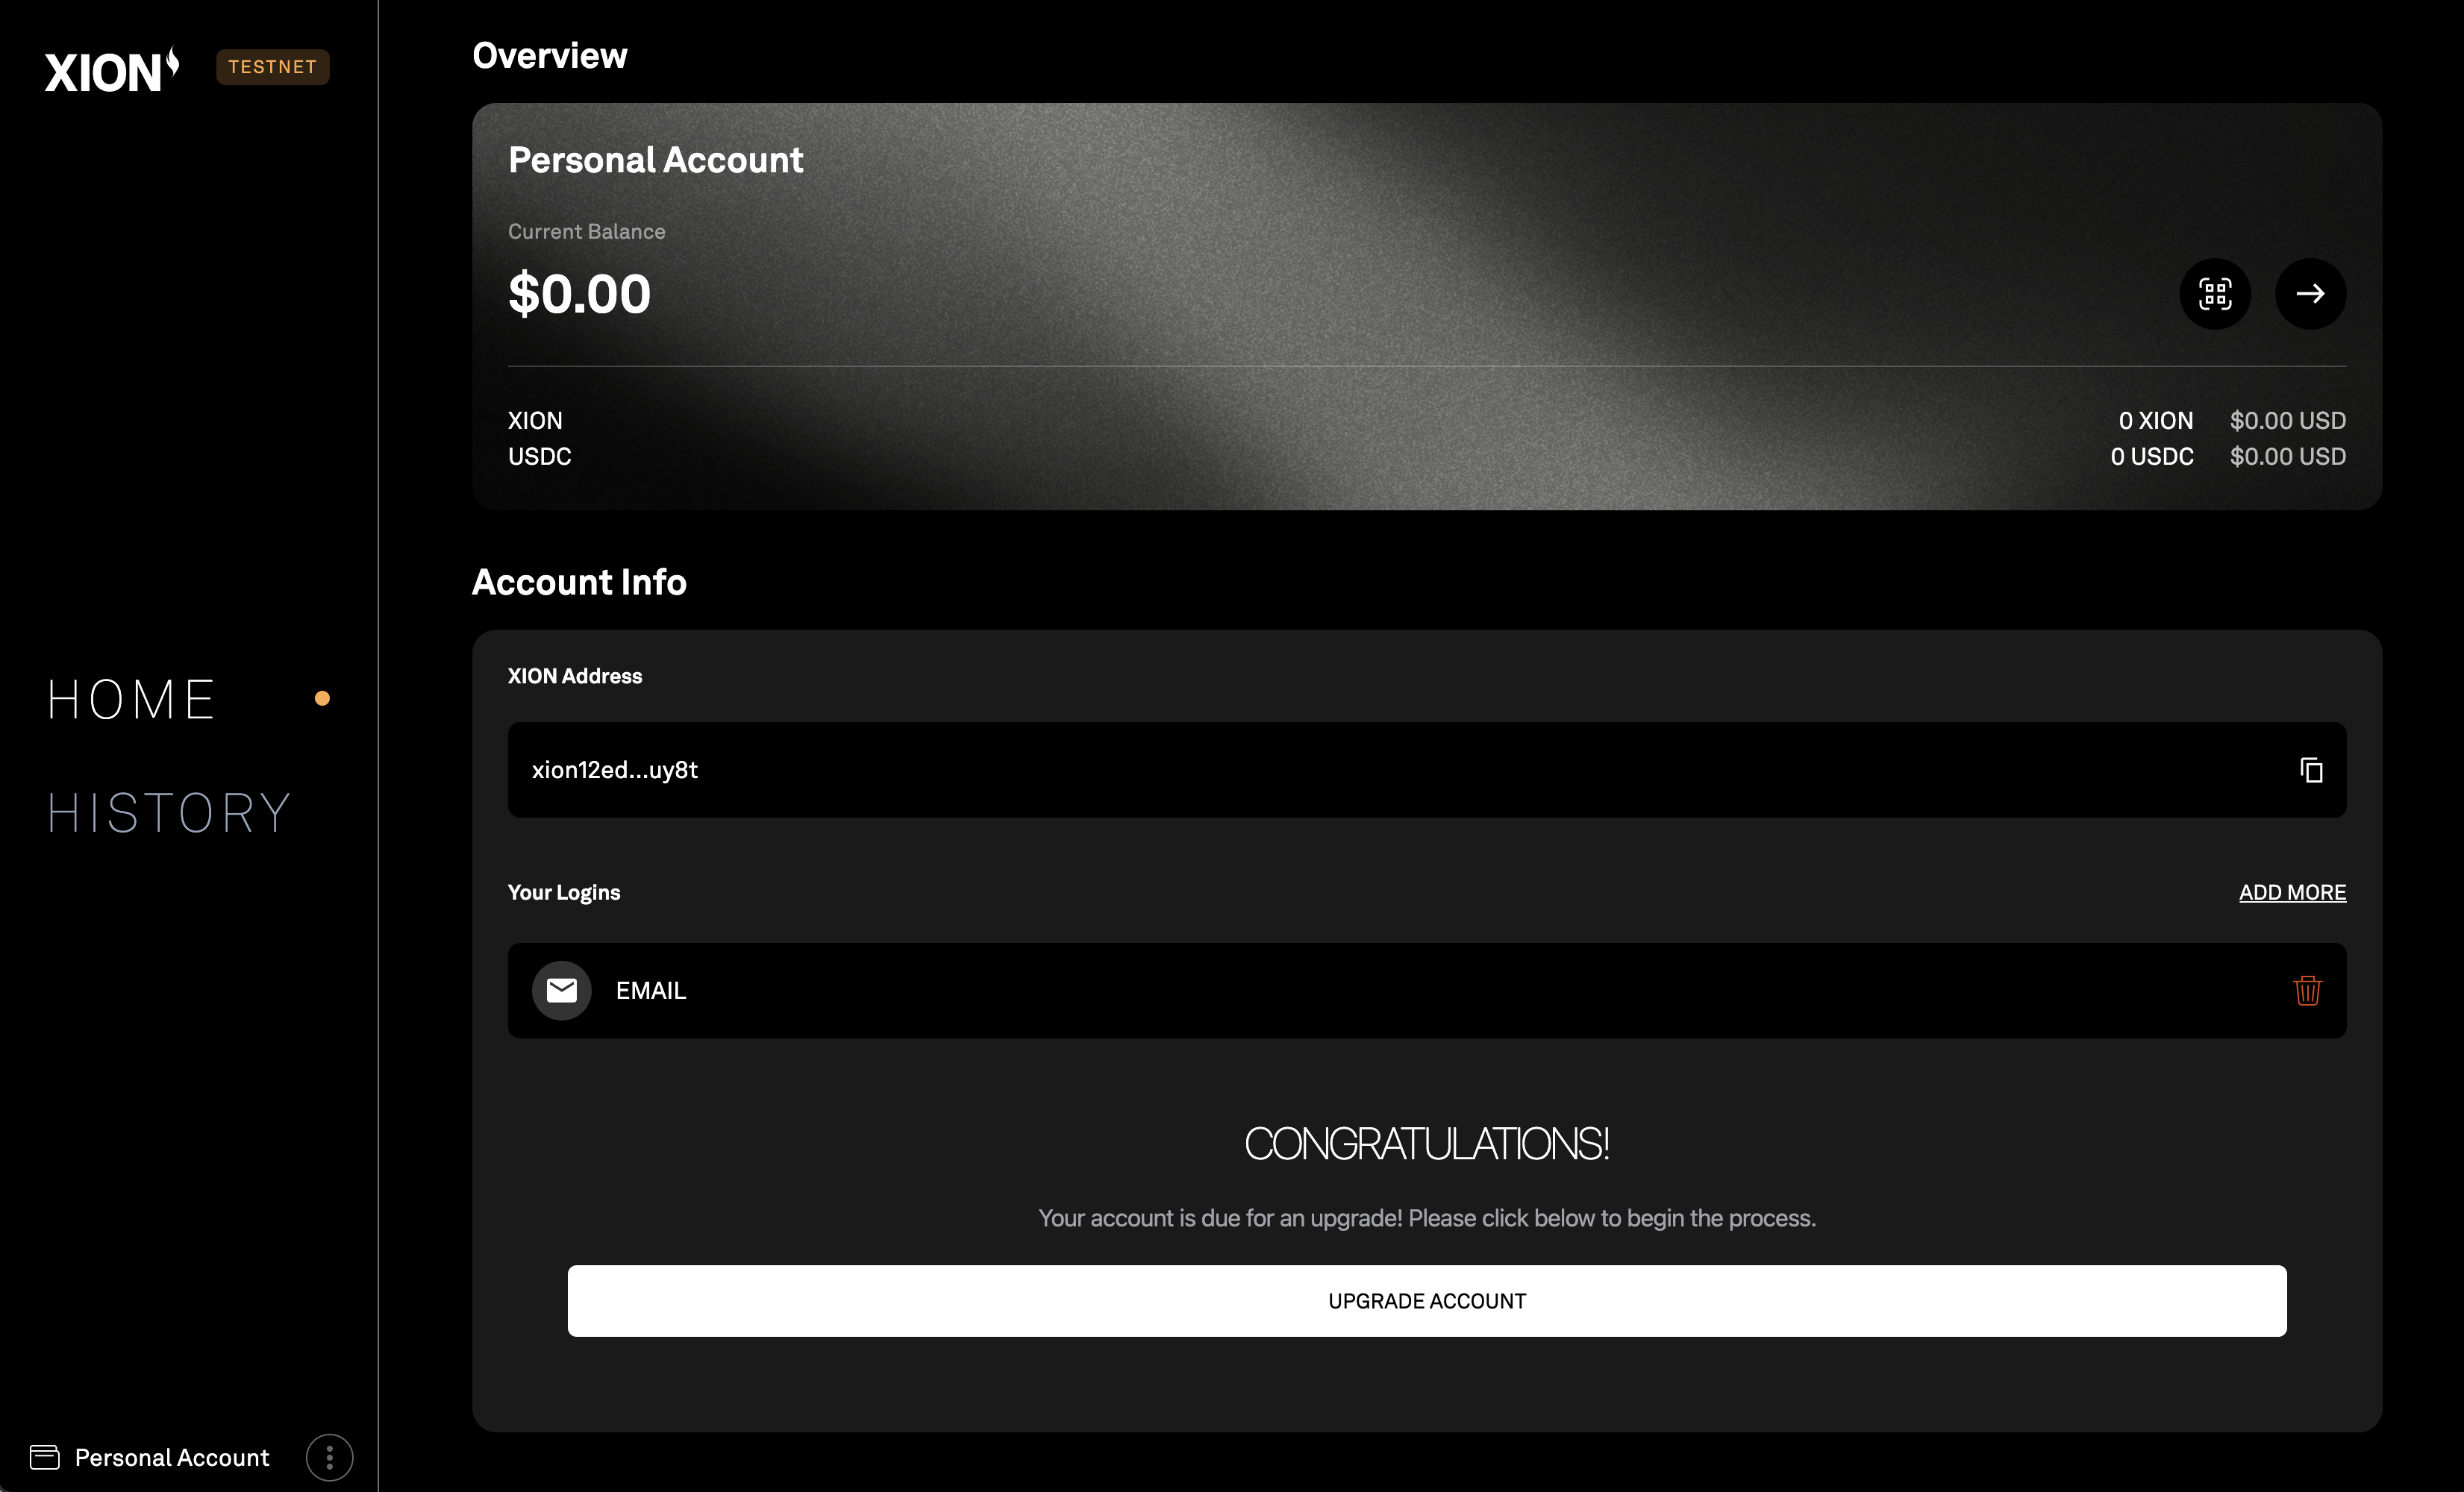 XION
TESTNET
HOME
HISTORY
Personal Account
Overview
Personal Account
Current Balance
$0.00
XION 0 XION $0.00 USD
USDC 0 USDC $0.00 USD
Account Info
XION Address
xion12ed...uy8t
Your Logins ADD MORE
EMAIL
CONGRATULATIONS!
Your account is due for an upgrade! Please click below to begin the process.
UPGRADE ACCOUNT